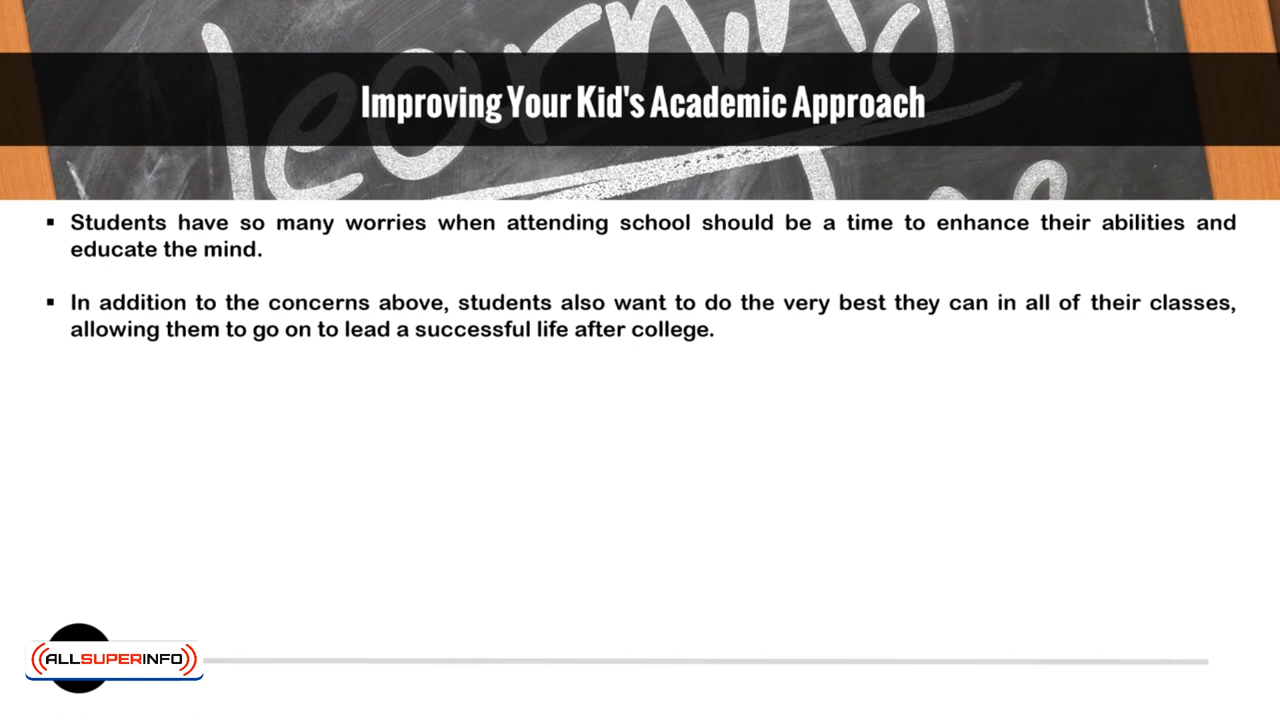 learning
Improving Your Kid's Academic Approach
▪ Students have so many worries when attending school should be a time to enhance their abilities and
educate the mind.
▪ In addition to the concerns above, students also want to do the very best they can in all of their classes,
allowing them to go on to lead a successful life after college.
ALLSUPERINFO